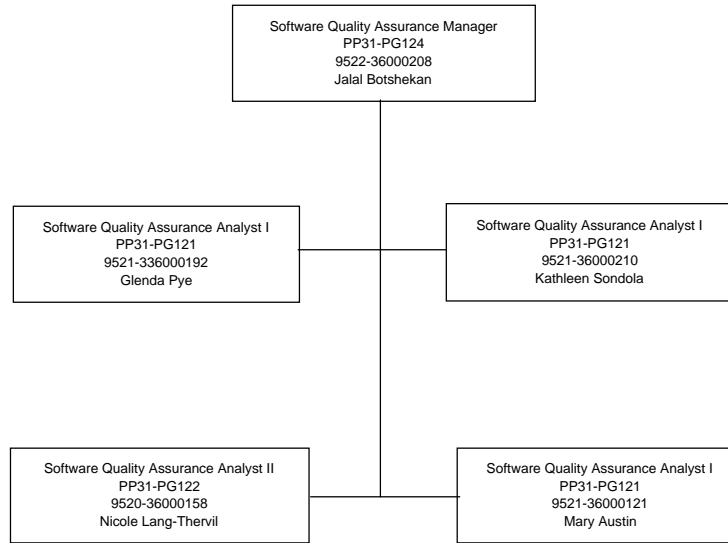 Software Quality Assurance Manager
PP31-PG124
9522-36000208
Jalal Botshekan
Software Quality Assurance Analyst I
PP31-PG121
9521-336000192
Glenda Pye
Software Quality Assurance Analyst I
PP31-PG121
9521-36000210
Kathleen Sondola
Software Quality Assurance Analyst II
PP31-PG122
9520-36000158
Nicole Lang-Thervil
Software Quality Assurance Analyst I
PP31-PG121
9521-36000121
Mary Austin